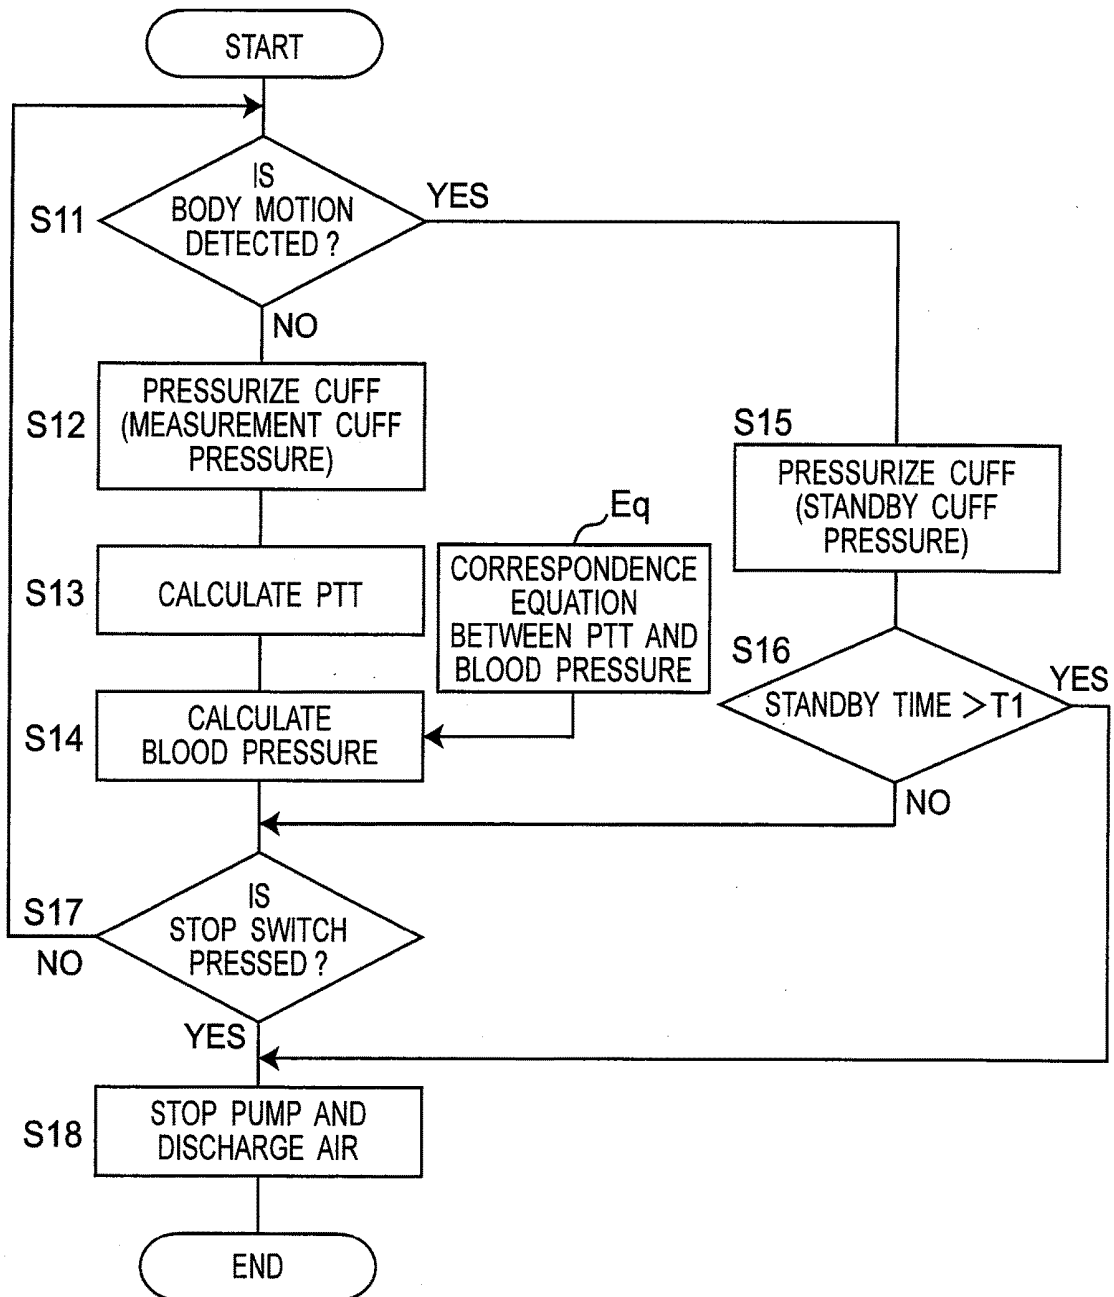 START
IS
BODY MOTION
DETECTED ?
S11
YES
NO
PRESSURIZE CUFF
(MEASUREMENT CUFF
PRESSURE)
S12
S15
PRESSURIZE CUFF
(STANDBY CUFF
PRESSURE)
Eq
CORRESPONDENCE
EQUATION
BETWEEN PTT AND
BLOOD PRESSURE
S13
CALCULATE PTT
S16
STANDBY TIME > T1
YES
NO
S14
CALCULATE
BLOOD PRESSURE
S17
IS
STOP SWITCH
PRESSED ?
NO
YES
S18
STOP PUMP AND
DISCHARGE AIR
END